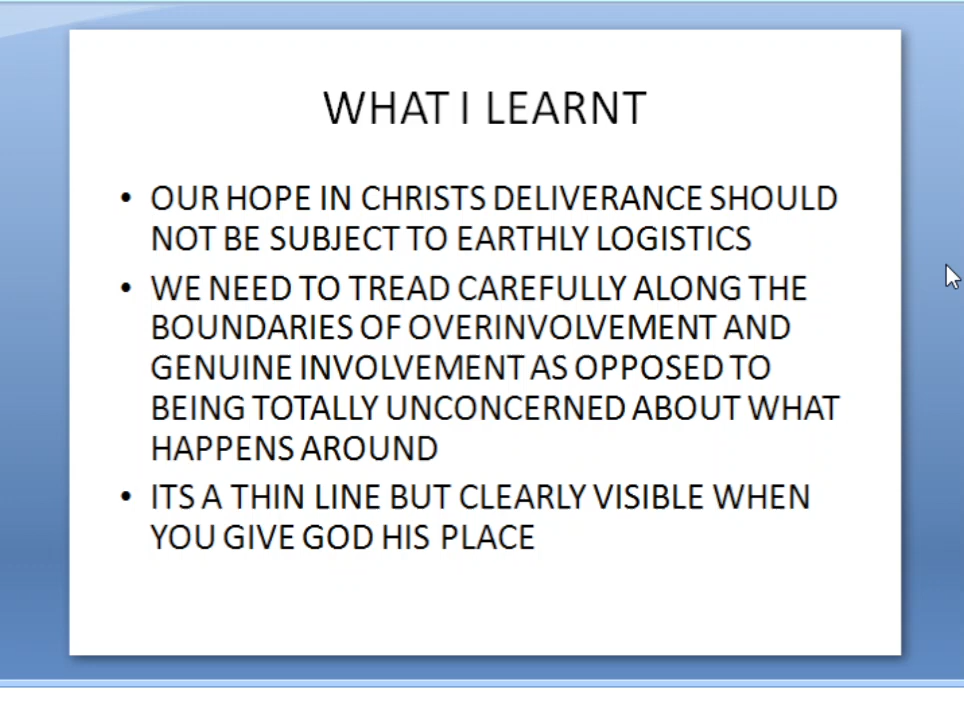 WHAT I LEARNT
• OUR HOPE IN CHRISTS DELIVERANCE SHOULD
NOT BE SUBJECT TO EARTHLY LOGISTICS
• WE NEED TO TREAD CAREFULLY ALONG THE
BOUNDARIES OF OVERINVOLVEMENT AND
GENUINE INVOLVEMENT AS OPPOSED TO
BEING TOTALLY UNCONCERNED ABOUT WHAT
HAPPENS AROUND
• ITS A THIN LINE BUT CLEARLY VISIBLE WHEN
YOU GIVE GOD HIS PLACE